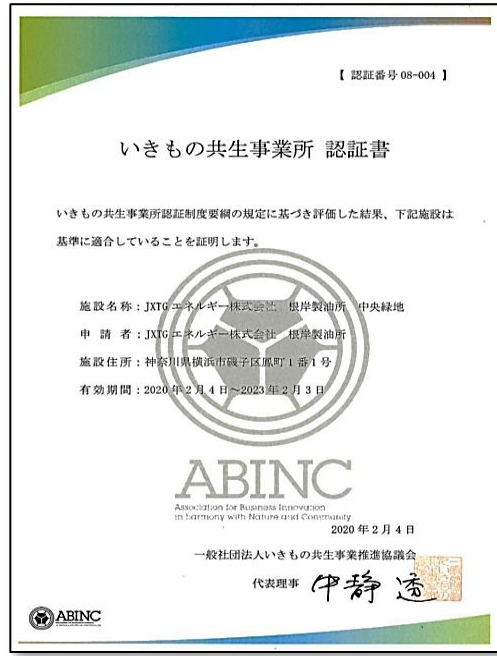 【 認証番号 08-004 】
いきもの共生事業所 認証書
いきもの共生事業所認証制度要綱の規定に基づき評価した結果、下記施設は
基準に適合していることを証明します。
施設名称：JXTG エネルギー株式会社 根岸製油所 中央緑地
申 請 者：JXTG エネルギー株式会社 根岸製油所
施設住所：神奈川県横浜市磯子区鳳町 1 番 1 号
有効期間：2020 年 2 月 4 日～2023 年 2 月 3 日
ABINC
Association for Business Innovation
in harmony with Nature and Community
2020 年 2 月 4 日
一般社団法人いきもの共生事業推進協議会
代表理事 中静 透
ABINC